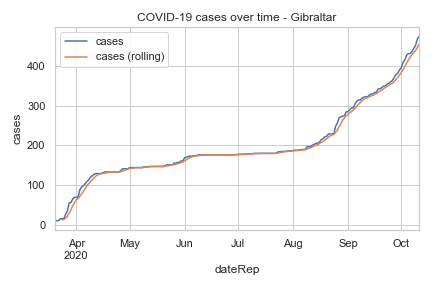 COVID-19 cases over time - Gibraltar
cases
cases (rolling)
cases
400
300
200
100
0
Apr
2020
May
Jun
Jul
Aug
Sep
Oct
dateRep